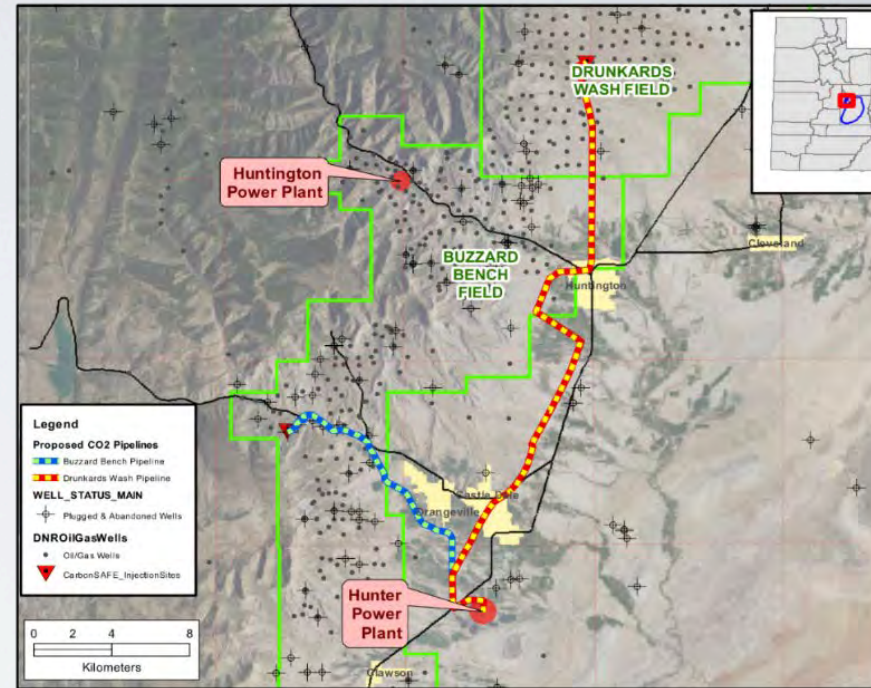 DRUNKARDS
WASH FIELD
Huntington
Power Plant
Cleveland
BUZZARD
BENCH
FIELD
Huntington
Legend
Proposed CO2 Pipelines
Buzzard Bench Pipeline
Drunkards Wash Pipeline
WELL_STATUS_MAIN
Plugged & Abandoned Wells
DNROilGasWells
Oil/Gas Wells
CarbonSAFE_InjectionSites
Castle Dale
Orangeville
Hunter
Power
Plant
0 2 4 8
Kilometers
Clawson